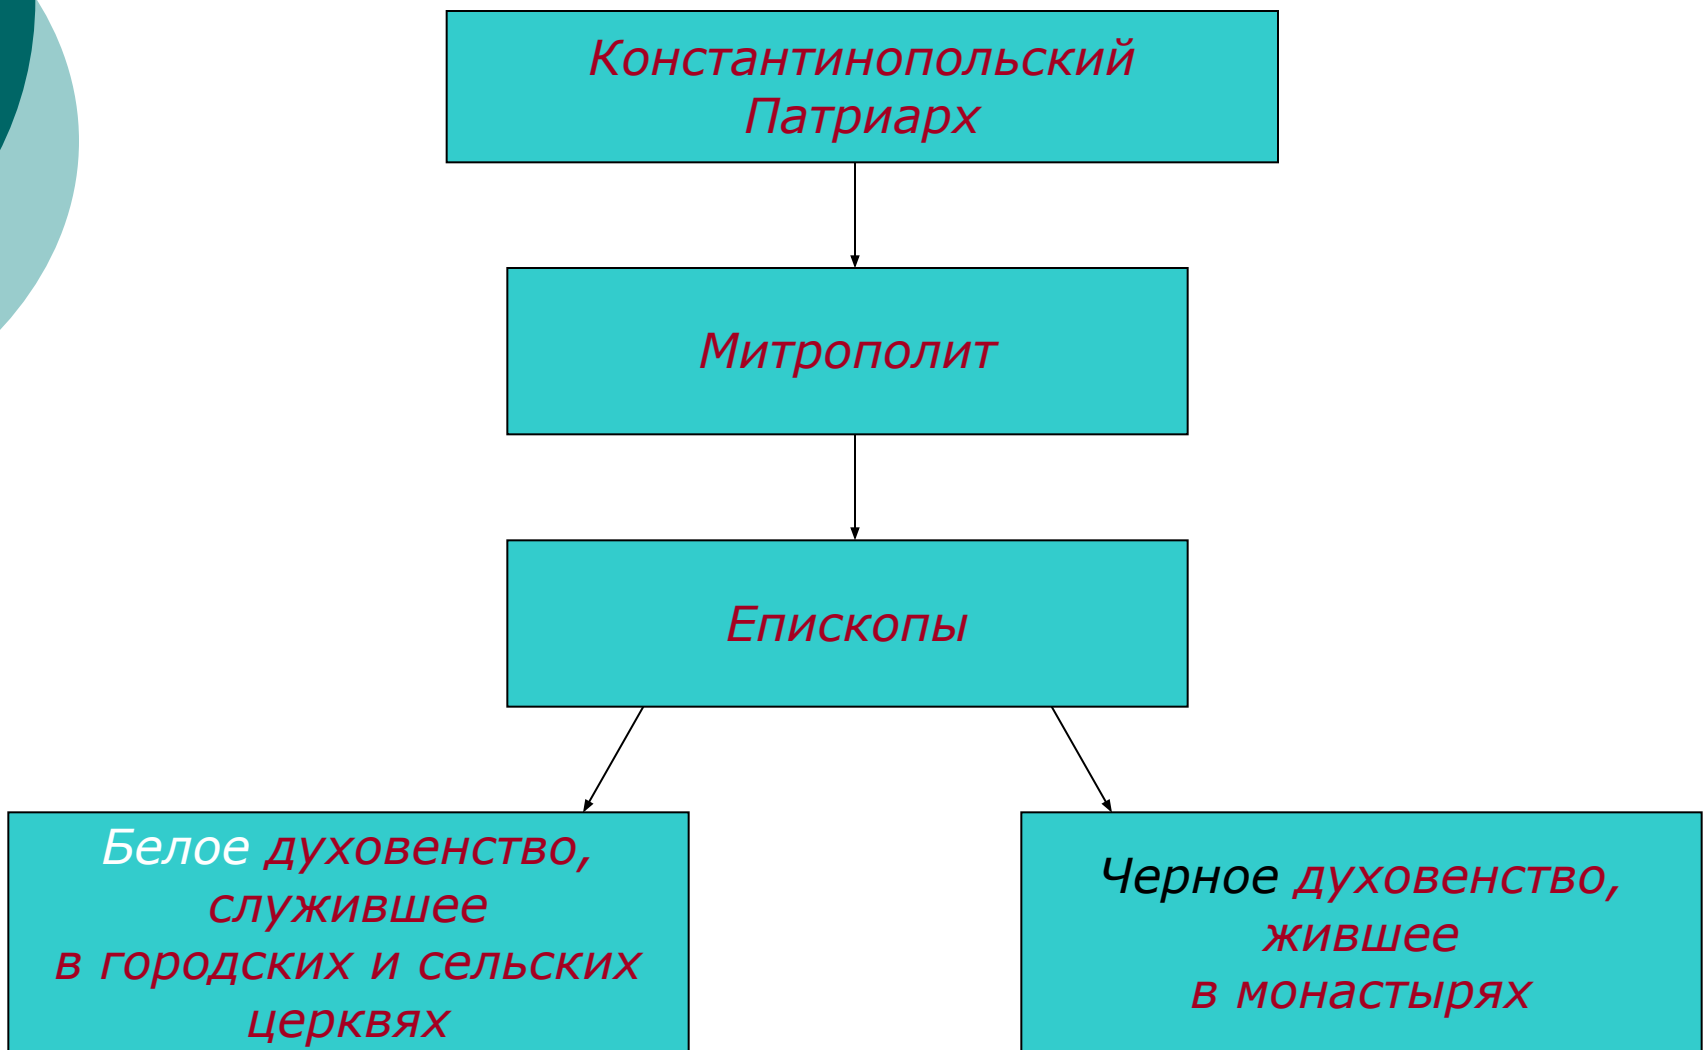 Константинопольский
Патриарх
Митрополит
Епископы
Белое духовенство,
служившее
в городских и сельских
церквях
Черное духовенство,
жившее
в монастырях